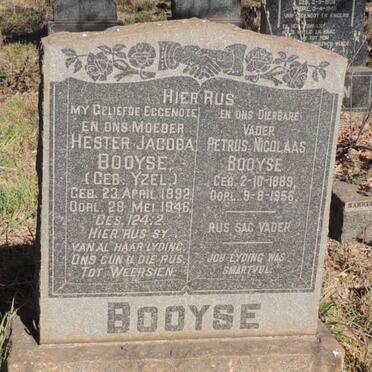 HIER RUS
MY GELIEFDE EGGENOTE
EN ONS MOEDER
HESTER JACOBA
BOOYSE.
(GEB. YZEL.)
GEB. 23 APRIL 1892
OORL. 28 MEI 1946
GES. 124:2.
HIER RUS SY
VAN AL HAAR LYDING,
ONS GUN U DIE RUS,
TOT WEERSIEN.
EN ONS DIERBARE
VADER
PETRUS NICOLAAS
BOOYSE
GEB. 2-10-1889.
OORL. 9-6-1956.
RUS SAG VADER
JOU LYDING WAS
SMARTVOL.
BOOYSE